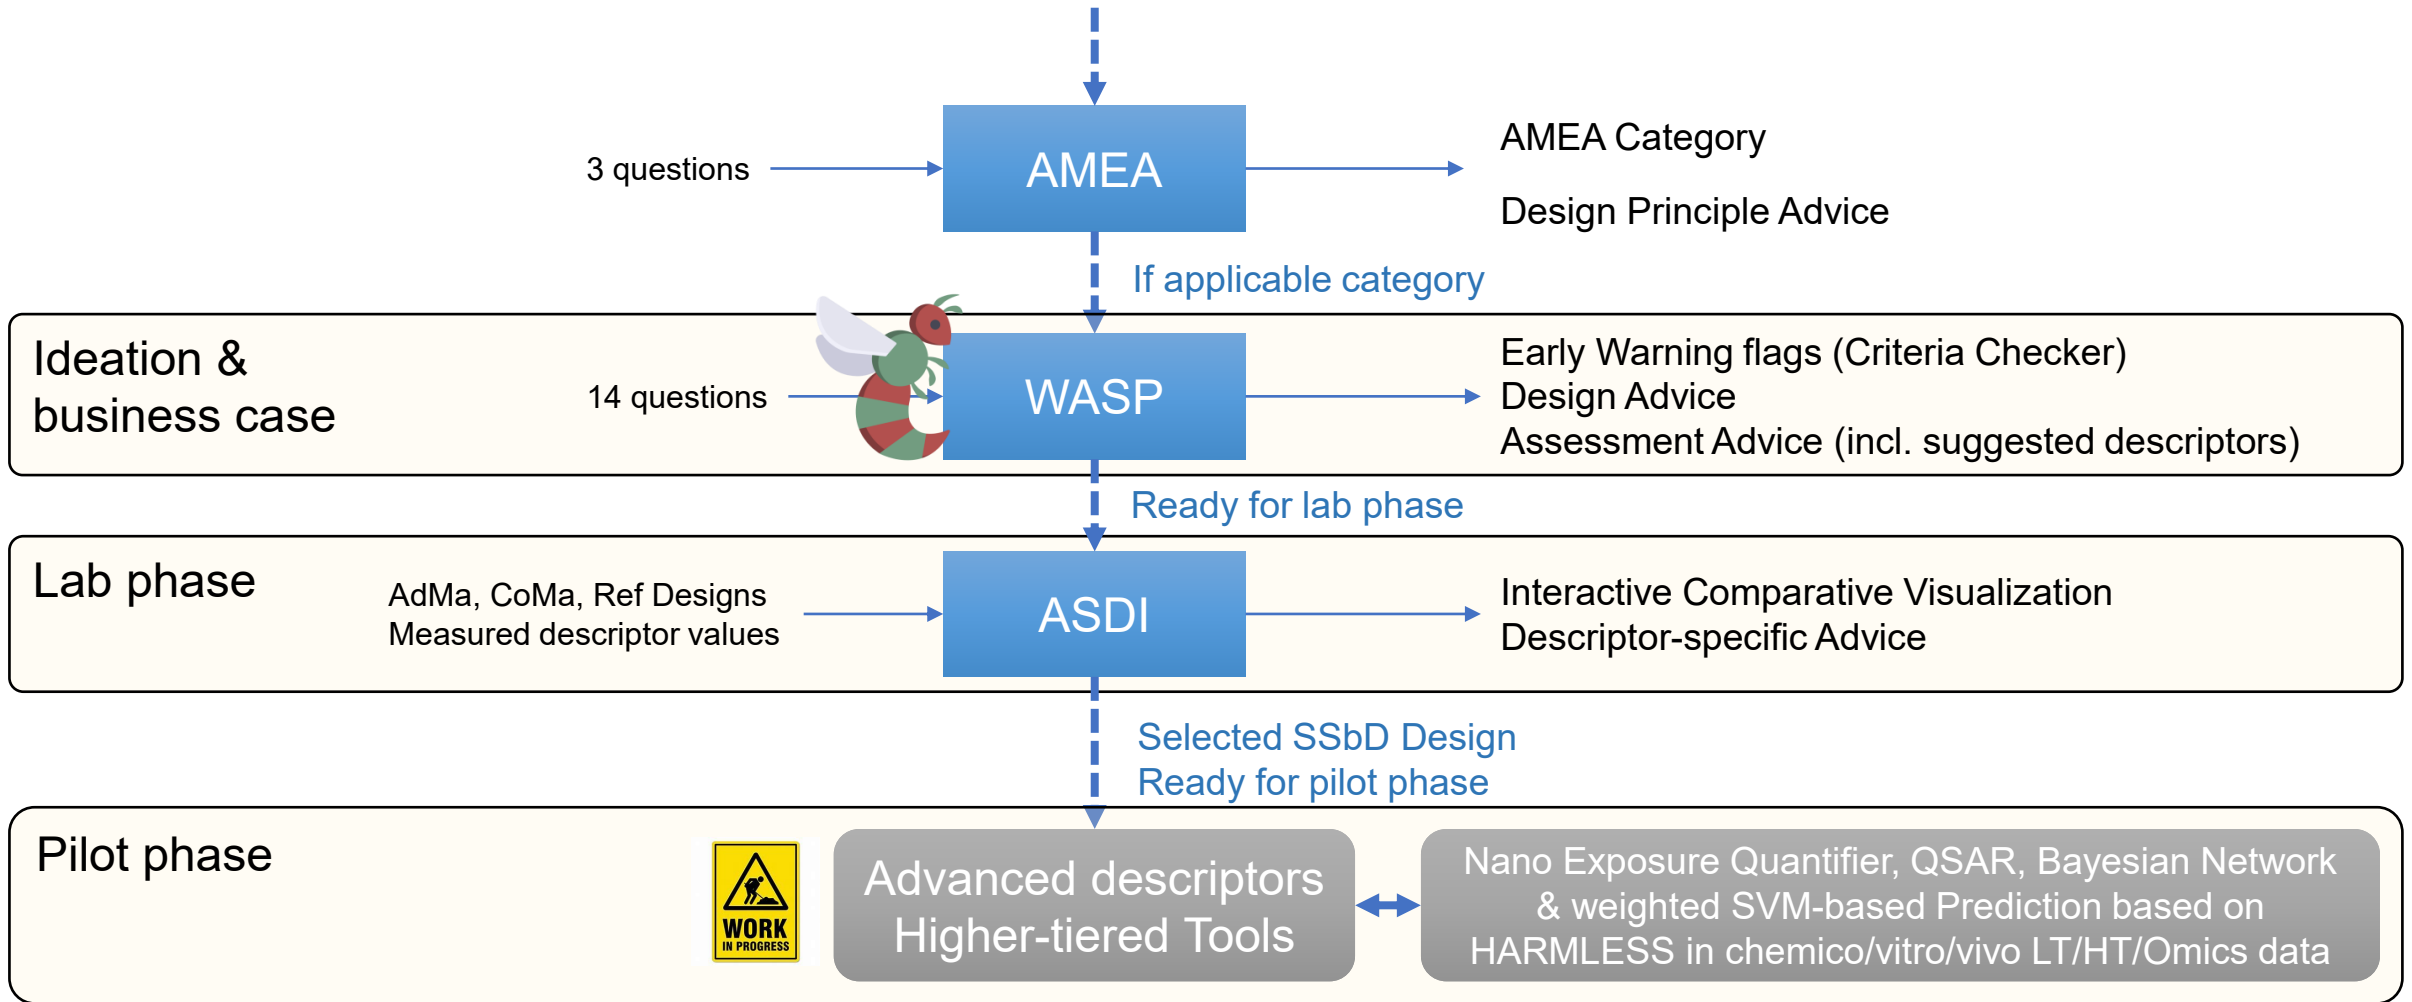 3 questions
AMEA
AMEA Category
Design Principle Advice
If applicable category
Ideation &
business case
14 questions
WASP
Early Warning flags (Criteria Checker)
Design Advice
Assessment Advice (incl. suggested descriptors)
Ready for lab phase
Lab phase
AdMa, CoMa, Ref Designs
Measured descriptor values
ASDI
Interactive Comparative Visualization
Descriptor-specific Advice
Selected SSbD Design
Ready for pilot phase
Pilot phase
WORK
IN PROGRESS
Advanced descriptors
Higher-tiered Tools
Nano Exposure Quantifier, QSAR, Bayesian Network
& weighted SVM-based Prediction based on
HARMLESS in chemico/vitro/vivo LT/HT/Omics data